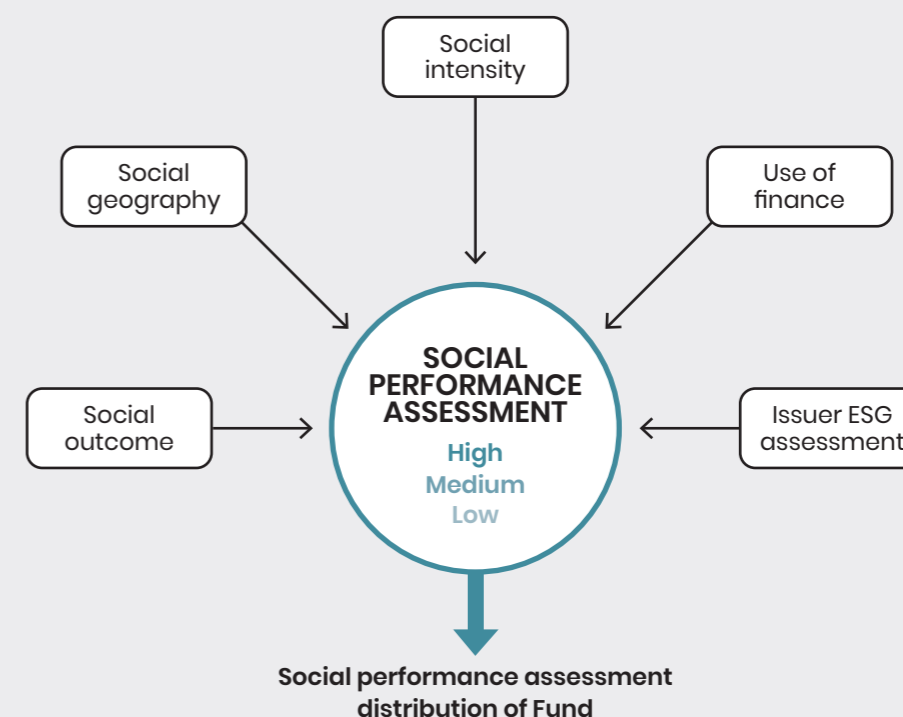 Social
intensity
Social
geography
Use of
finance
Social
outcome
SOCIAL
PERFORMANCE
ASSESSMENT
High
Medium
Low
Issuer ESG
assessment
Social performance assessment
distribution of Fund